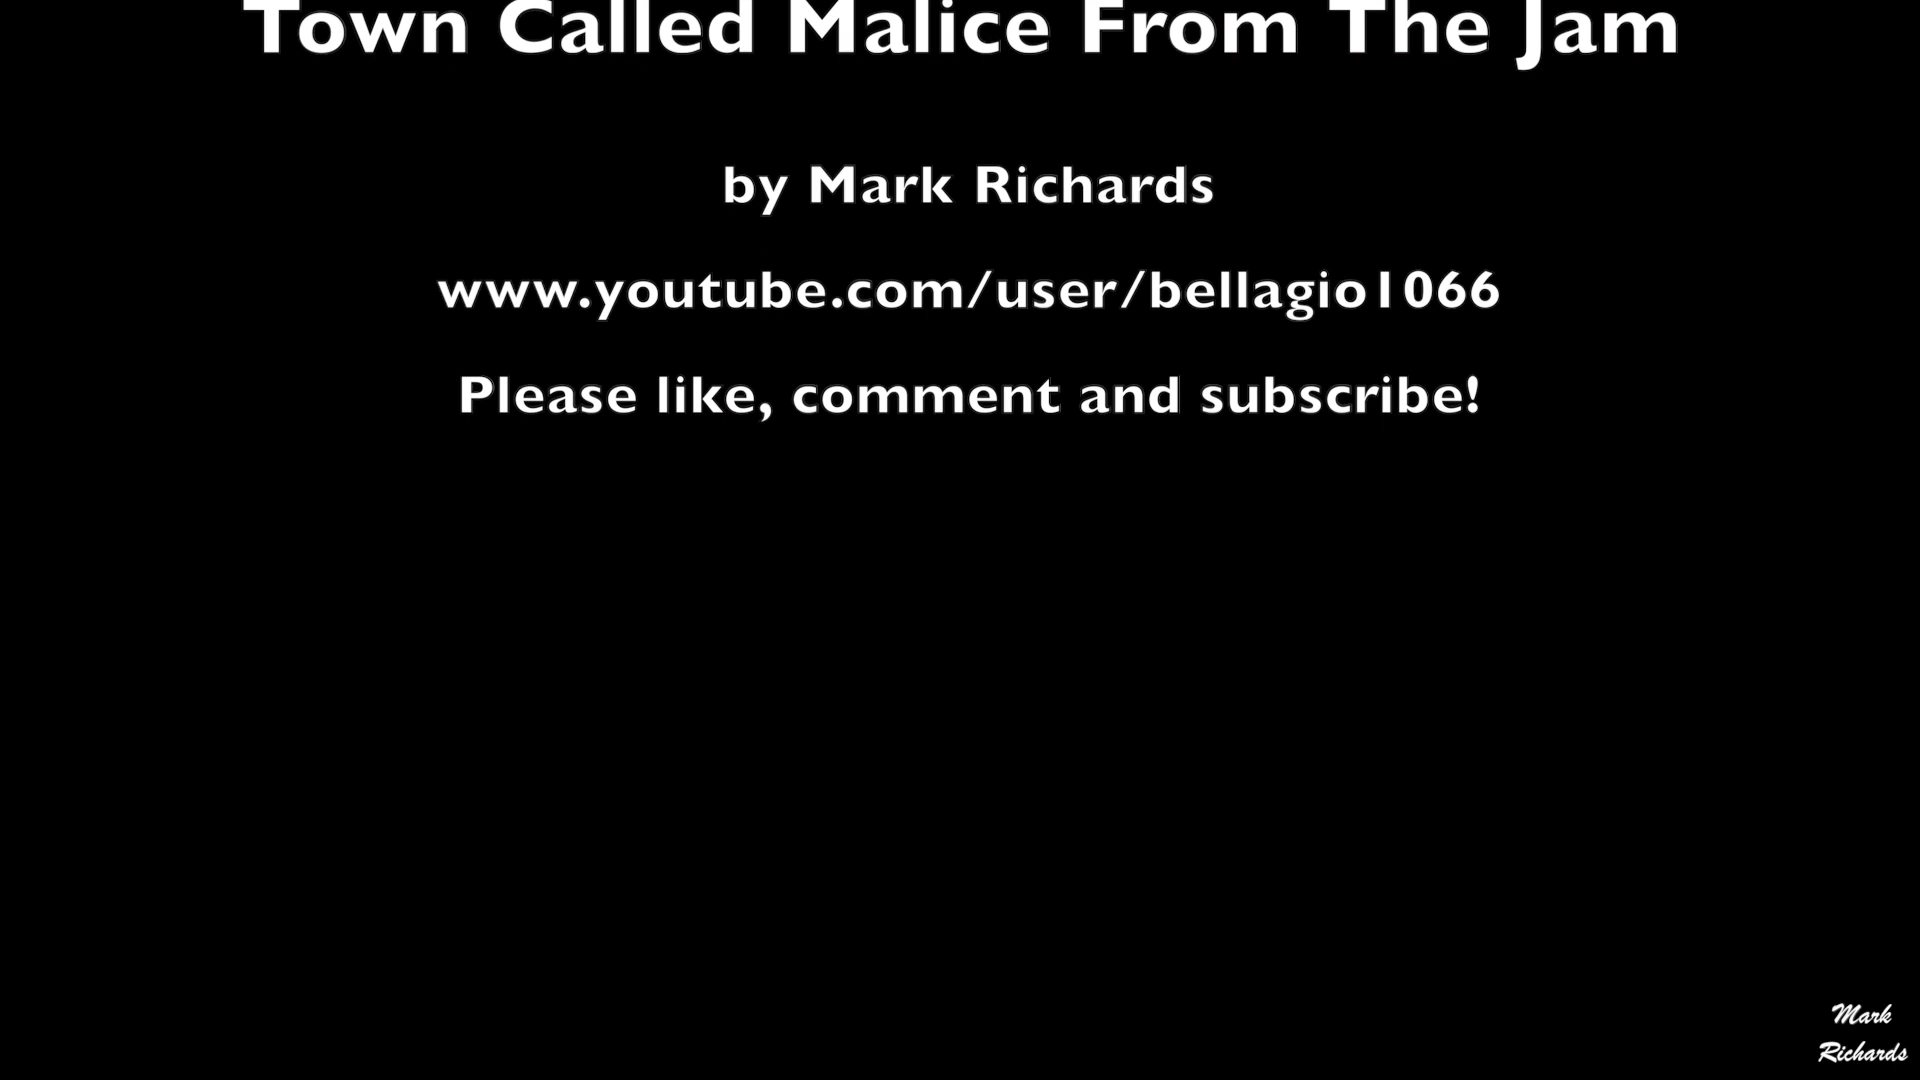 Town Called Malice From The Jam
by Mark Richards
www.youtube.com/user/bellagio1066
Please like, comment and subscribe!
Mark
Richards